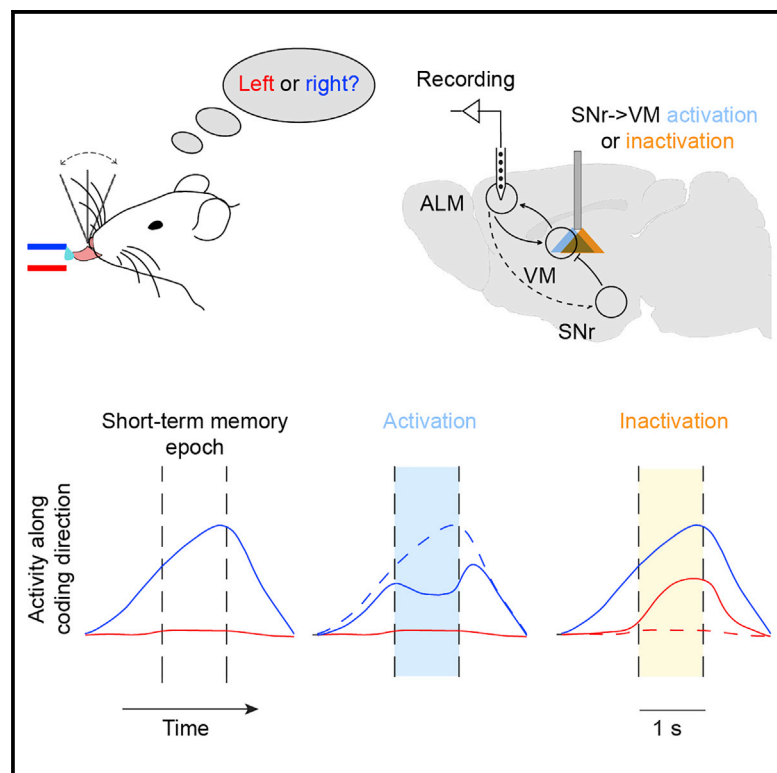 Left or right?
Recording
SNr->VM activation
or inactivation
ALM
VM
SNr
Short-term memory
epoch
Activation
Inactivation
Activity along
coding direction
Time
1 s